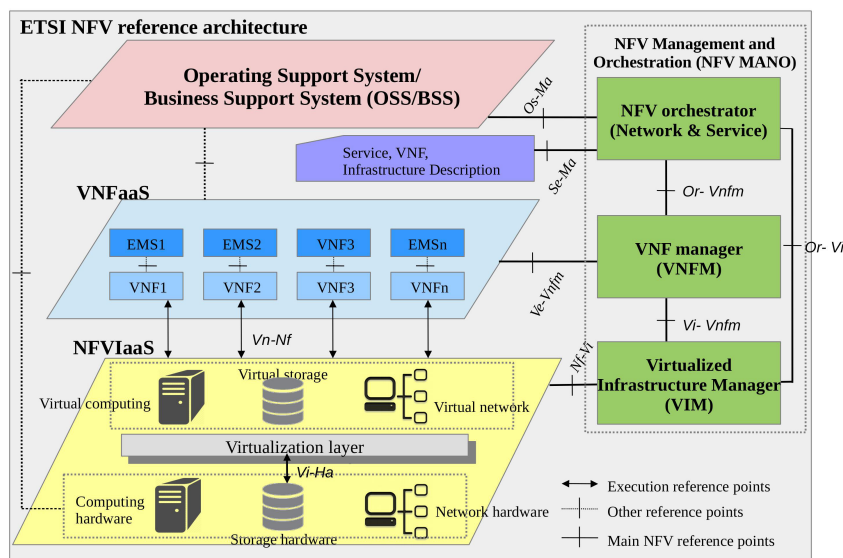 ETSI NFV reference architecture
NFV Management and
Orchestration (NFV MANO)
Operating Support System/
Business Support System (OSS/BSS)
Os-Ma
NFV orchestrator
(Network & Service)
Service, VNF,
Infrastructure Description
Se-Ma
Or- Vnfm
VNFaaS
EMS1
EMS2
VNF3
EMSn
VNF1
VNF2
VNF3
VNFn
Ve-Vnfm
VNF manager
(VNFM)
Or- Vi
Vn-Nf
Vi- Vnfm
NFVIaaS
Nf-Vi
Virtual storage
Virtual computing
Virtual network
Virtualized
Infrastructure Manager
(VIM)
Virtualization layer
Vi-Ha
Computing
hardware
Storage hardware
Network hardware
Execution reference points
Other reference points
Main NFV reference points